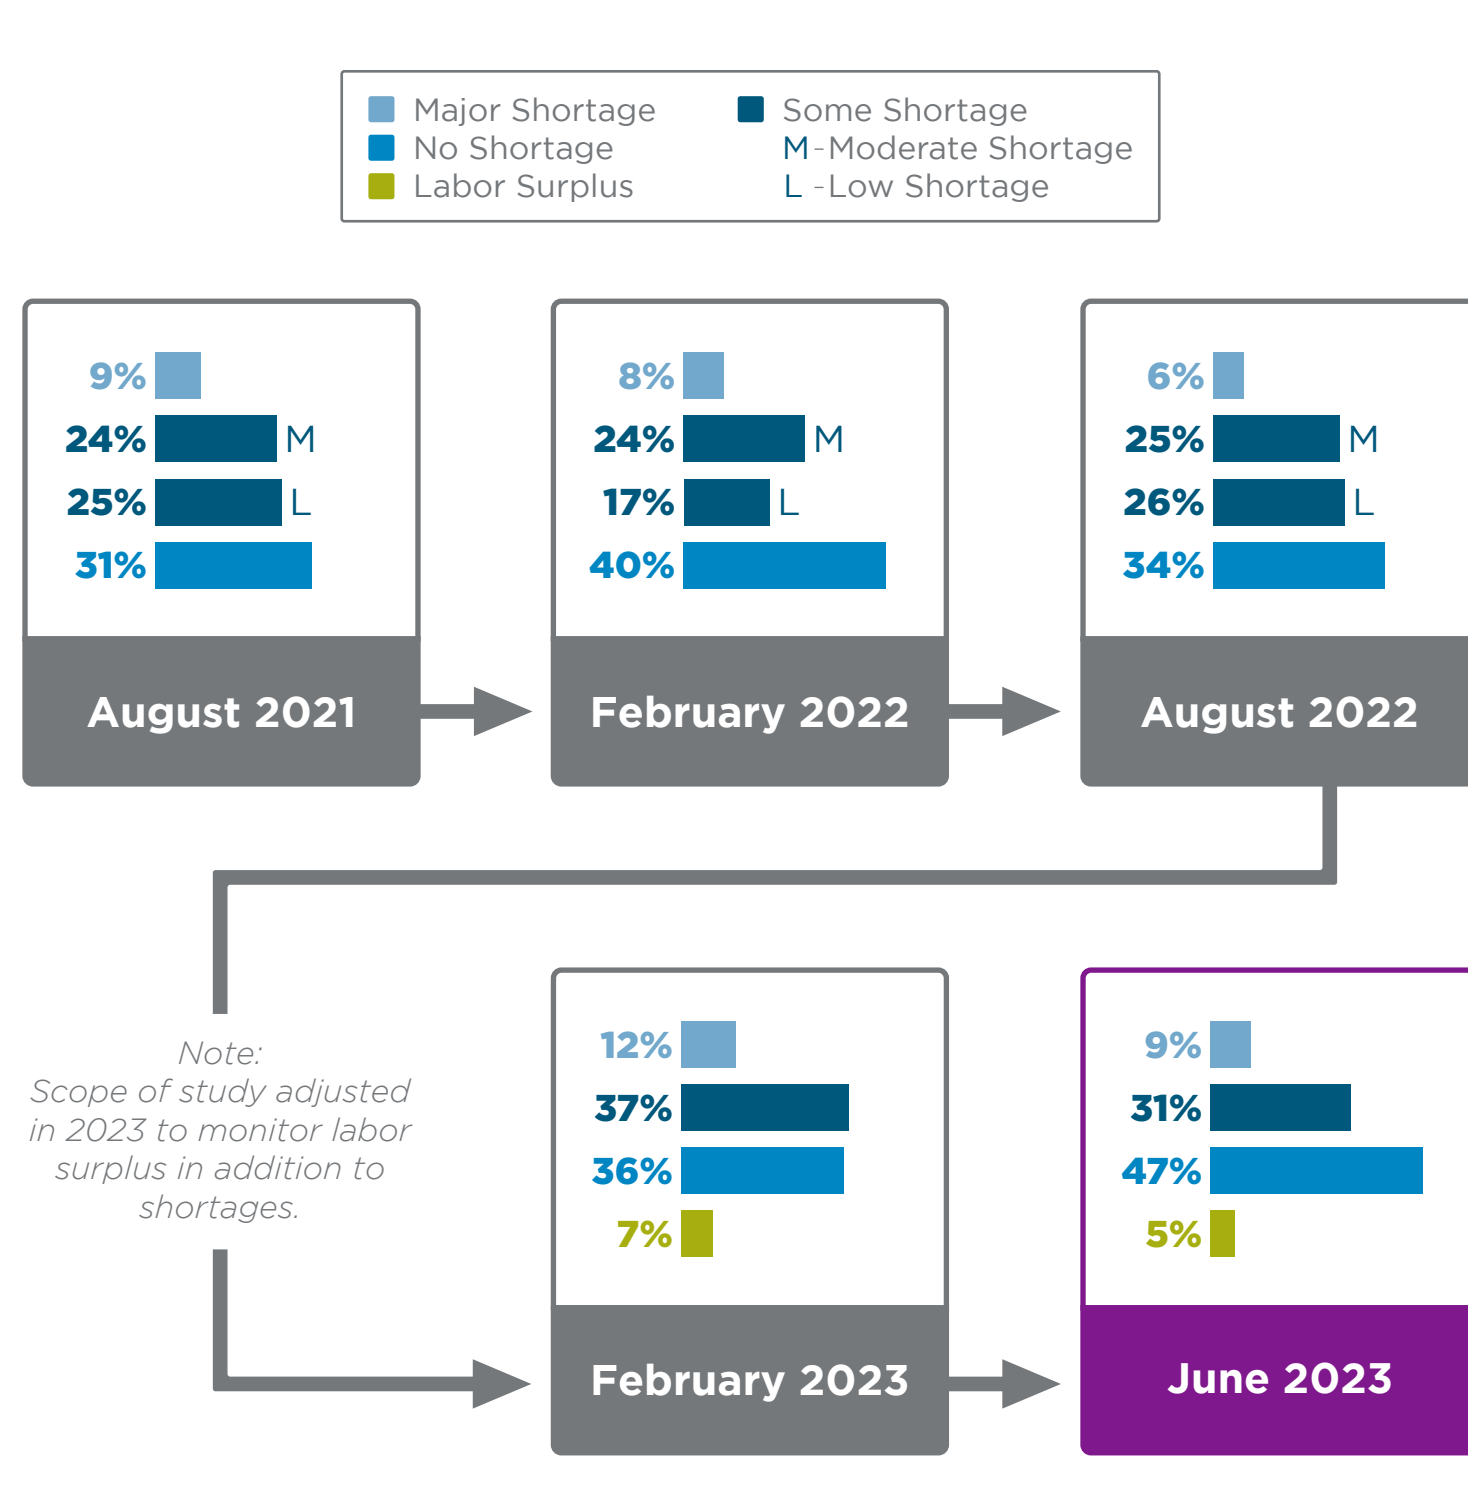 Major Shortage
No Shortage
Labor Surplus
Some Shortage
M - Moderate Shortage
L - Low Shortage
9%
24% M
25% L
31%
August 2021
8%
24% M
17% L
40%
February 2022
6%
25% M
26% L
34%
August 2022
Note:
Scope of study adjusted
in 2023 to monitor labor
surplus in addition to
shortages.
12%
37%
36%
7%
February 2023
9%
31%
47%
5%
June 2023